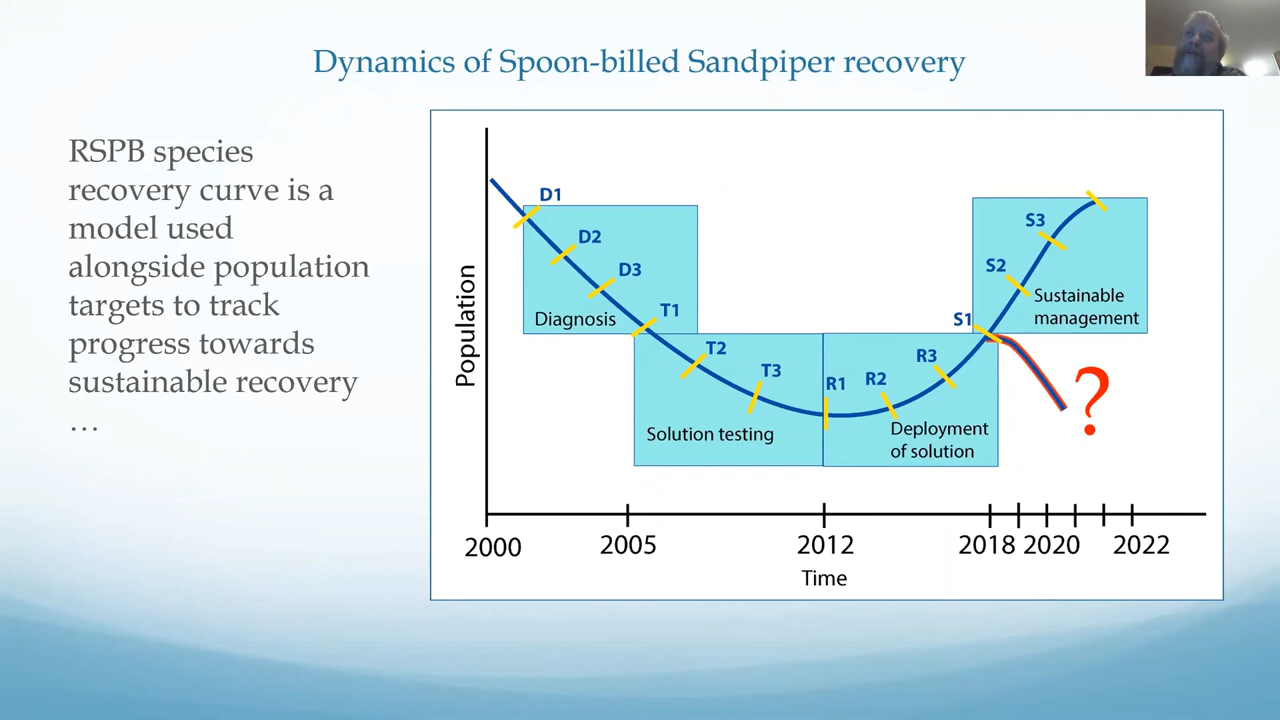 Dynamics of Spoon-billed Sandpiper recovery
RSPB species
recovery curve is a
model used
alongside population
targets to track
progress towards
sustainable recovery
…
Population
D1
D2
D3
Diagnosis
T1
T2
T3
Solution testing
R1
R2
R3
Deployment
of solution
S1
S2
S3
Sustainable
management
?
2000 2005 2012 2018 2020 2022
Time